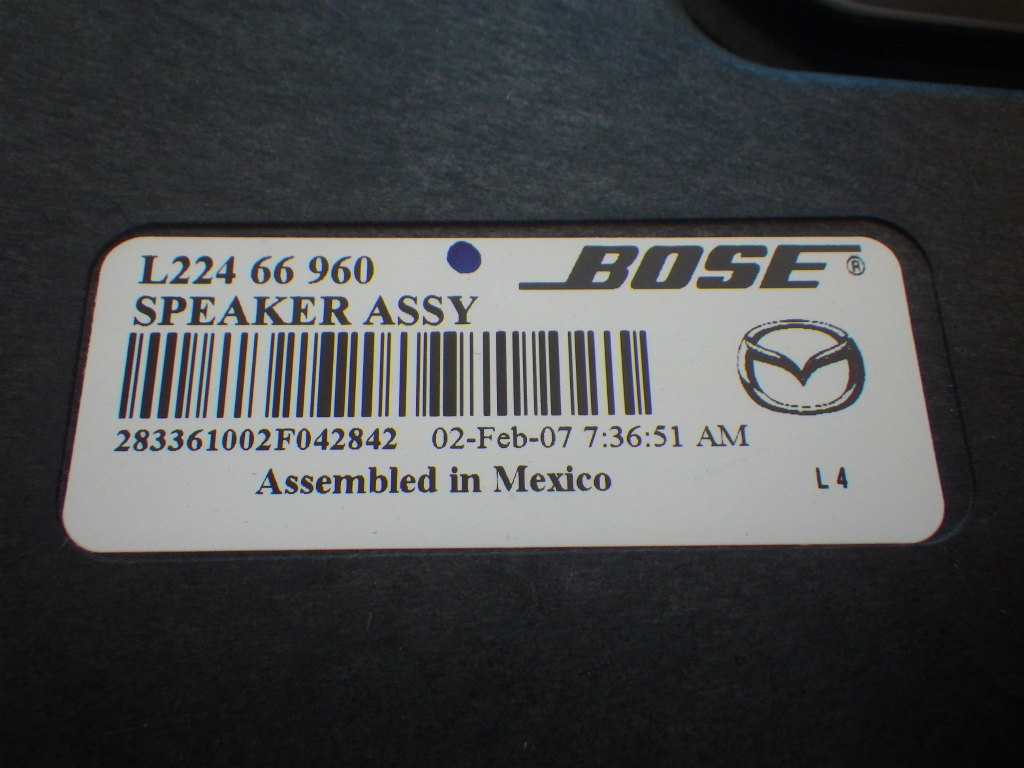 L224 66 960
BOSE ®
SPEAKER ASSY
283361002F042842 02-Feb-07 7:36:51 AM
Assembled in Mexico
L4